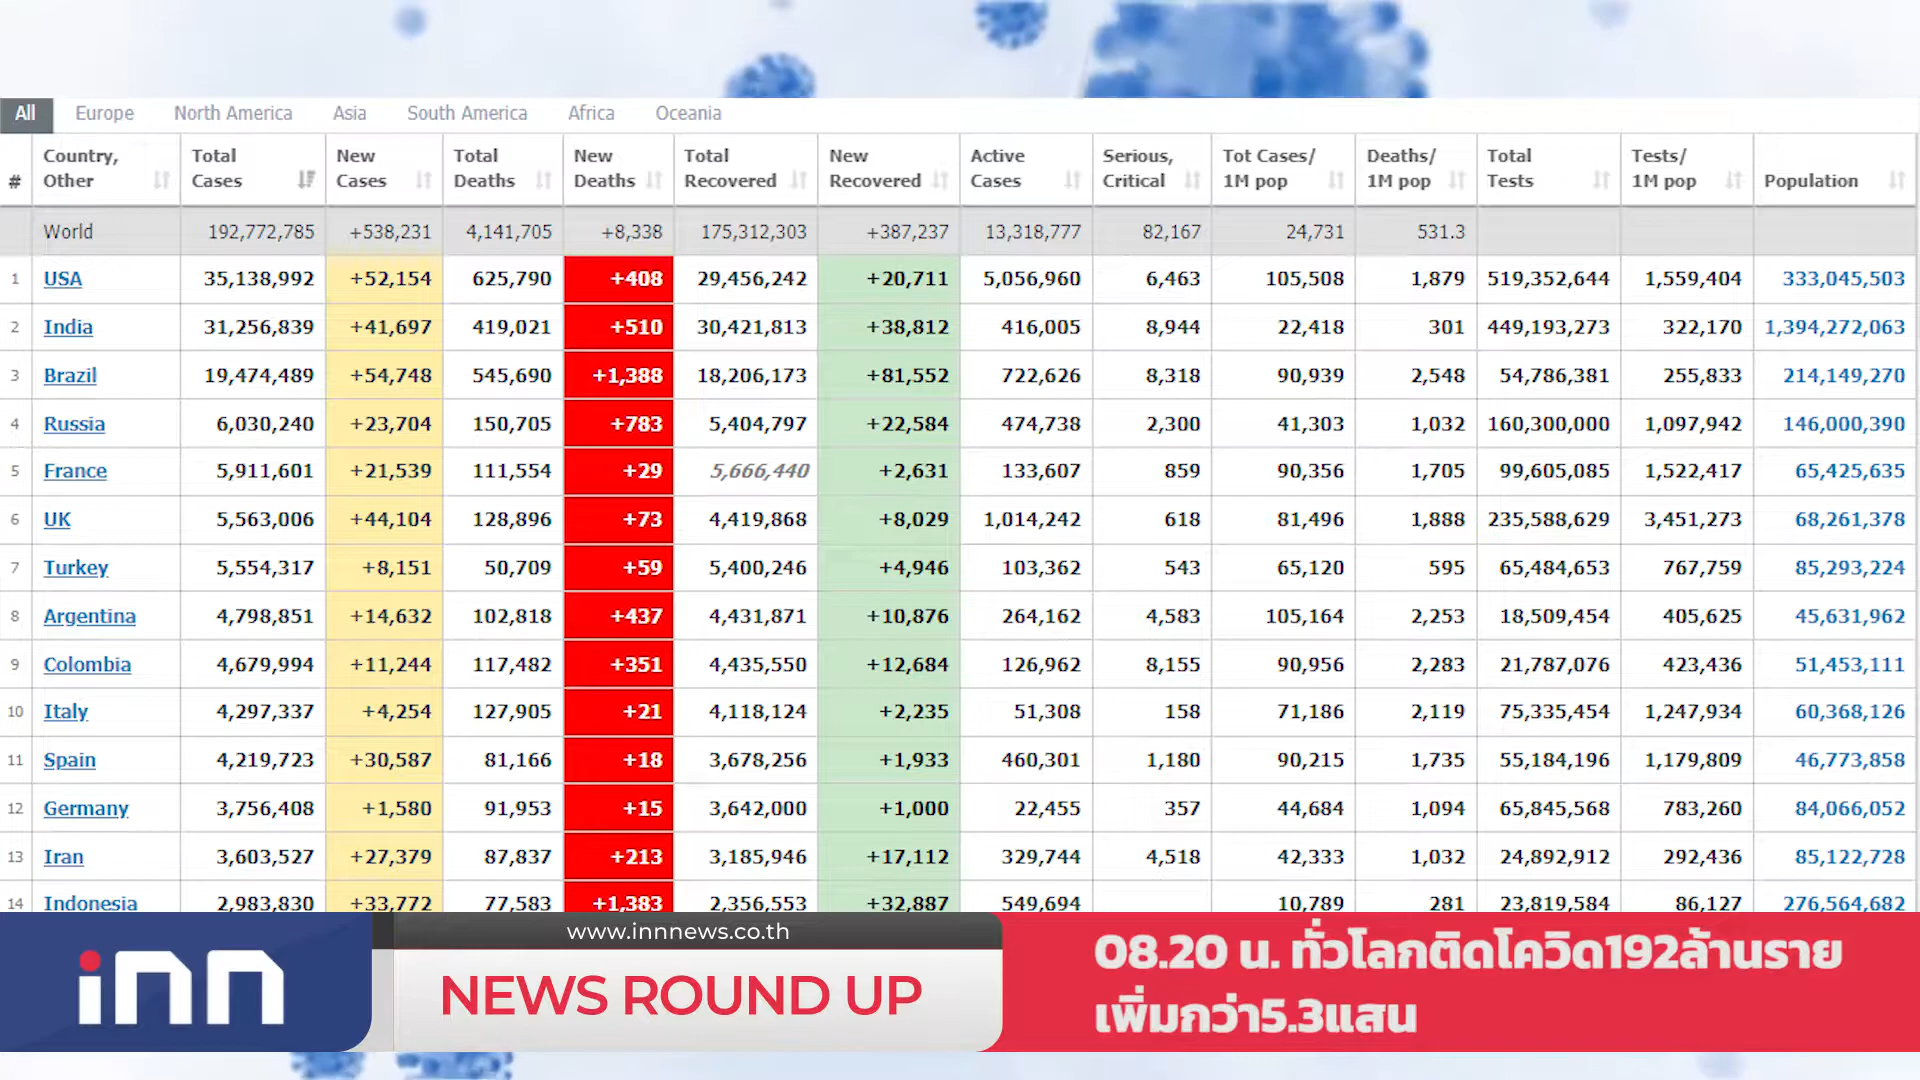 All Europe North America Asia South America Africa Oceania
# Country, Other Total Cases New Cases Total Deaths New Deaths Total Recovered New Recovered Active Cases Serious, Critical Tot Cases/ 1M pop Deaths/ 1M pop Total Tests Tests/ 1M pop Population
World 192,772,785 +538,231 4,141,705 +8,338 175,312,303 +387,237 13,318,777 82,167 24,731 531.3
1 USA 35,138,992 +52,154 625,790 +408 29,456,242 +20,711 5,056,960 6,463 105,508 1,879 519,352,644 1,559,404 333,045,503
2 India 31,256,839 +41,697 419,021 +510 30,421,813 +38,812 416,005 8,944 22,418 301 449,193,273 322,170 1,394,272,063
3 Brazil 19,474,489 +54,748 545,690 +1,388 18,206,173 +81,552 722,626 8,318 90,939 2,548 54,786,381 255,833 214,149,270
4 Russia 6,030,240 +23,704 150,705 +783 5,404,797 +22,584 474,738 2,300 41,303 1,032 160,300,000 1,097,942 146,000,390
5 France 5,911,601 +21,539 111,554 +29 5,666,440 +2,631 133,607 859 90,356 1,705 99,605,085 1,522,417 65,425,635
6 UK 5,563,006 +44,104 128,896 +73 4,419,868 +8,029 1,014,242 618 81,496 1,888 235,588,629 3,451,273 68,261,378
7 Turkey 5,554,317 +8,151 50,709 +59 5,400,246 +4,946 103,362 543 65,120 595 65,484,653 767,759 85,293,224
8 Argentina 4,798,851 +14,632 102,818 +437 4,431,871 +10,876 264,162 4,583 105,164 2,253 18,509,454 405,625 45,631,962
9 Colombia 4,679,994 +11,244 117,482 +351 4,435,550 +12,684 126,962 8,155 90,956 2,283 21,787,076 423,436 51,453,111
10 Italy 4,297,337 +4,254 127,905 +21 4,118,124 +2,235 51,308 158 71,186 2,119 75,335,454 1,247,934 60,368,126
11 Spain 4,219,723 +30,587 81,166 +18 3,678,256 +1,933 460,301 1,180 90,215 1,735 55,184,196 1,179,809 46,773,858
12 Germany 3,756,408 +1,580 91,953 +15 3,642,000 +1,000 22,455 357 44,684 1,094 65,845,568 783,260 84,066,052
13 Iran 3,603,527 +27,379 87,837 +213 3,185,946 +17,112 329,744 4,518 42,333 1,032 24,892,912 292,436 85,122,728
14 Indonesia 2,983,830 +33,772 77,583 +1,383 2,356,553 +32,887 549,694 10,789 281 23,819,584 86,127 276,564,682
inn
www.innnews.co.th
NEWS ROUND UP
08.20 น. ทั่วโลกติดโควิด192ล้านราย
เพิ่มกว่า5.3แสน